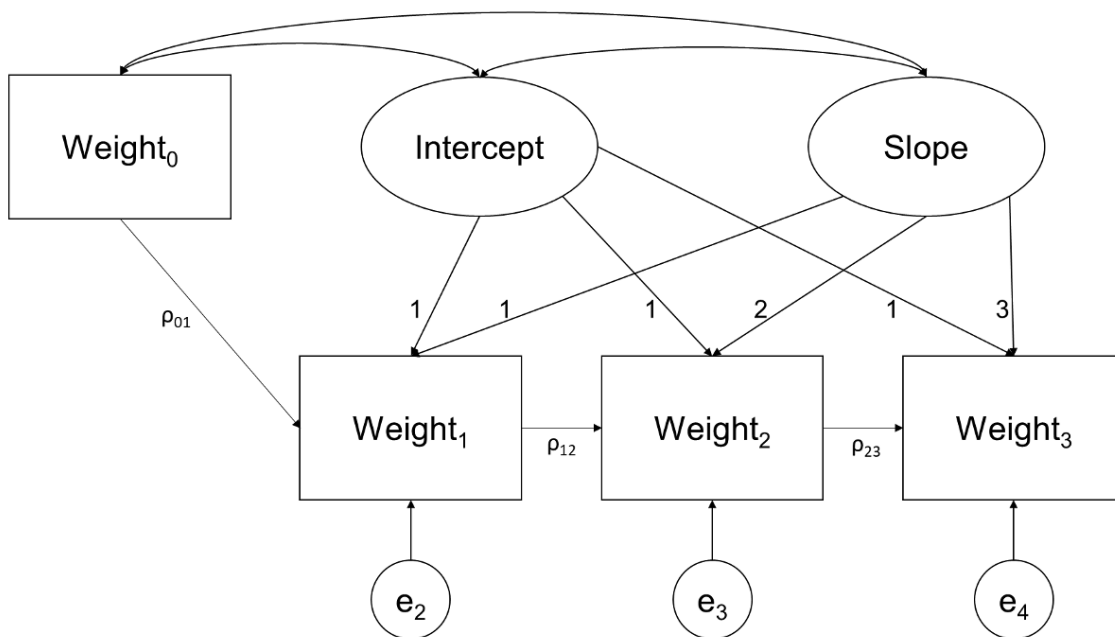 Weight₀
Intercept
Slope
1
1
1
2
1
3
ρ₀₁
Weight₁
ρ₁₂
Weight₂
ρ₂₃
Weight₃
e₂
e₃
e₄